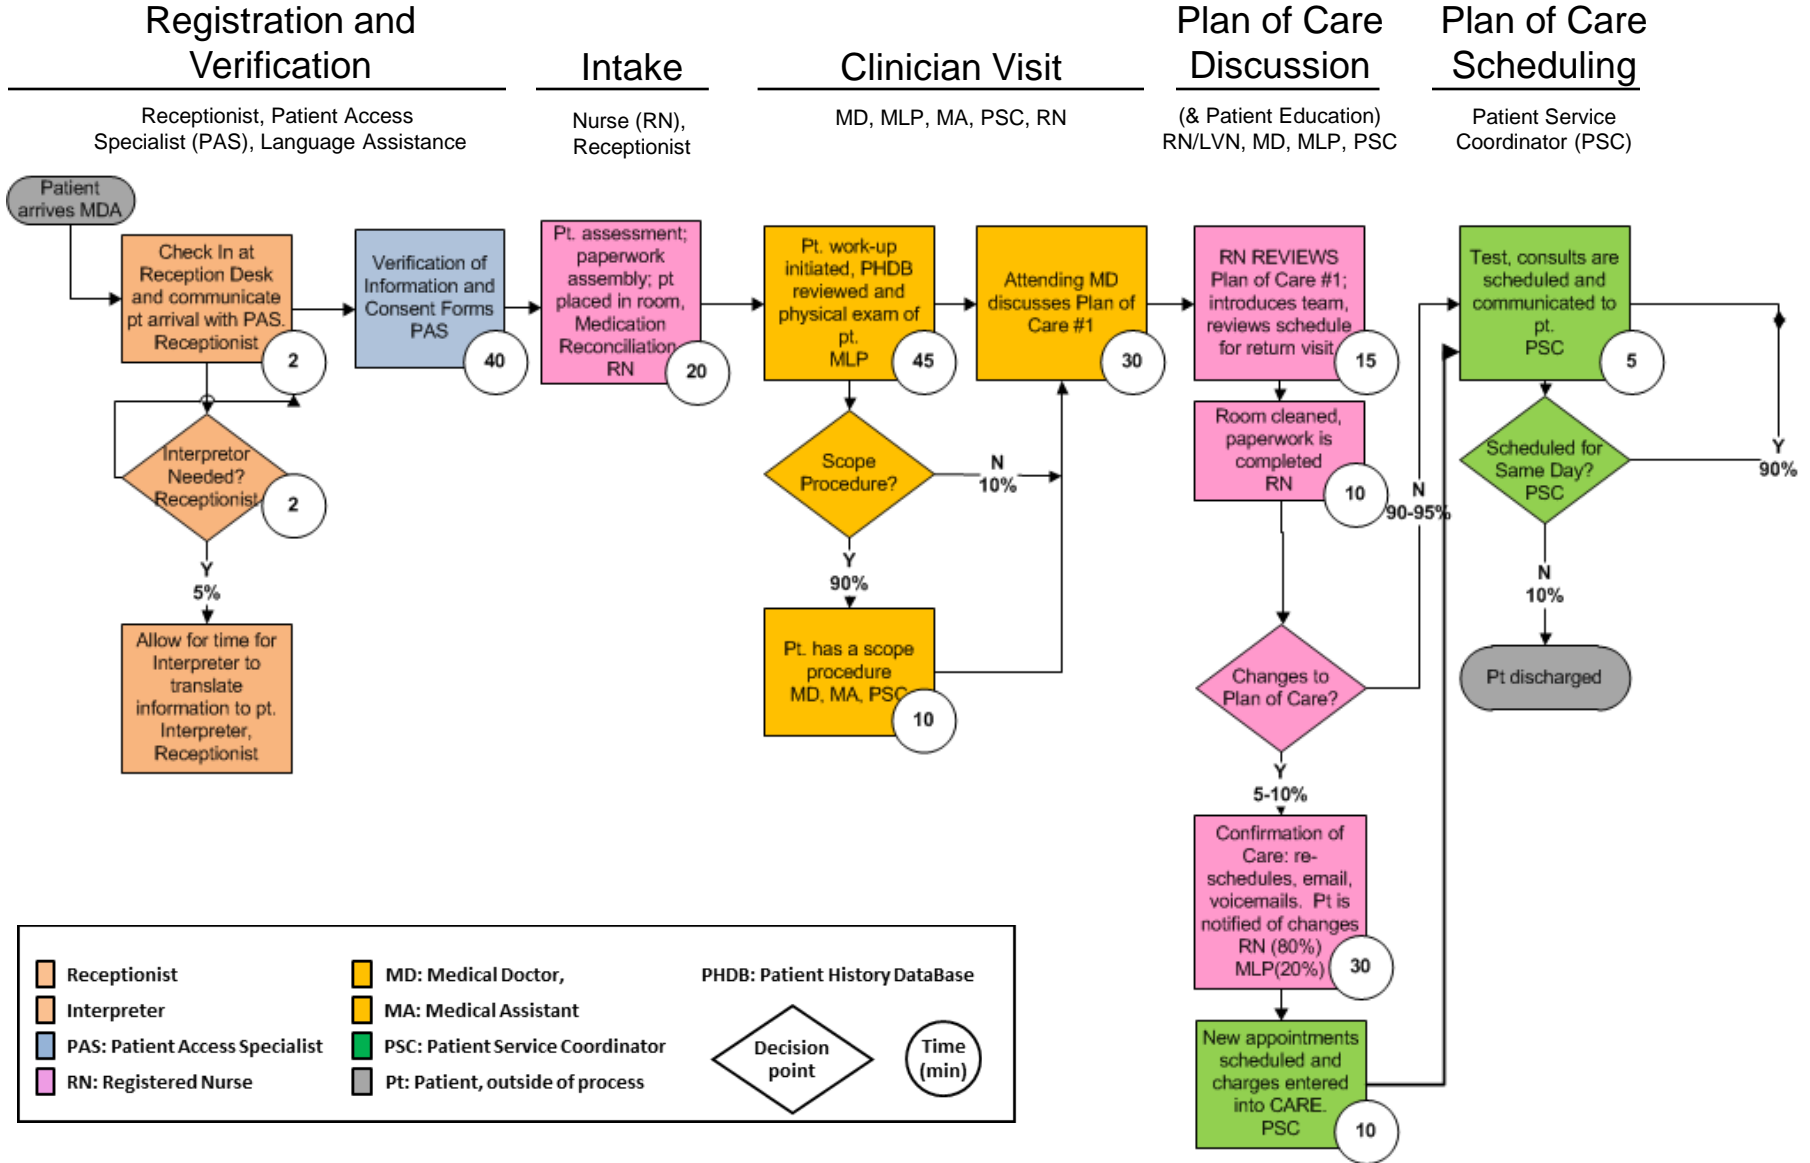 Registration and
Verification
Intake
Clinician Visit
Plan of Care
Discussion
Plan of Care
Scheduling
Receptionist, Patient Access
Specialist (PAS), Language Assistance
Nurse (RN),
Receptionist
MD, MLP, MA, PSC, RN
(& Patient Education)
RN/LVN, MD, MLP, PSC
Patient Service
Coordinator (PSC)
Patient
arrives MDA
Check In at
Reception Desk
and communicate
pt arrival with PAS.
Receptionist
2
Interpretor
Needed?
Receptionist
2
Y
5%
Allow for time for
Interpreter to
translate
information to pt.
Interpreter,
Receptionist
Verification of
Information and
Consent Forms
PAS
40
Pt. assessment;
paperwork
assembly; pt
placed in room,
Medication
Reconciliation
RN
20
Pt. work-up
initiated, PHDB
reviewed and
physical exam of
pt.
MLP
45
Scope
Procedure?
N
10%
Y
90%
Pt. has a scope
procedure
MD, MA, PSC
10
Attending MD
discusses Plan of
Care #1
30
RN REVIEWS
Plan of Care #1;
introduces team,
reviews schedule
for return visit
15
Room cleaned,
paperwork is
completed
RN
10
Changes to
Plan of Care?
N
90-95%
Y
5-10%
Confirmation of
Care: re-
schedules, email,
voicemails. Pt is
notified of changes
RN (80%)
MLP(20%)
30
New appointments
scheduled and
charges entered
into CARE.
PSC
10
Test, consults are
scheduled and
communicated to
pt.
PSC
5
Scheduled for
Same Day?
PSC
Y
90%
N
10%
Pt discharged
Receptionist
Interpreter
PAS: Patient Access Specialist
RN: Registered Nurse
MD: Medical Doctor,
MA: Medical Assistant
PSC: Patient Service Coordinator
Pt: Patient, outside of process
PHDB: Patient History DataBase
Decision
point
Time
(min)